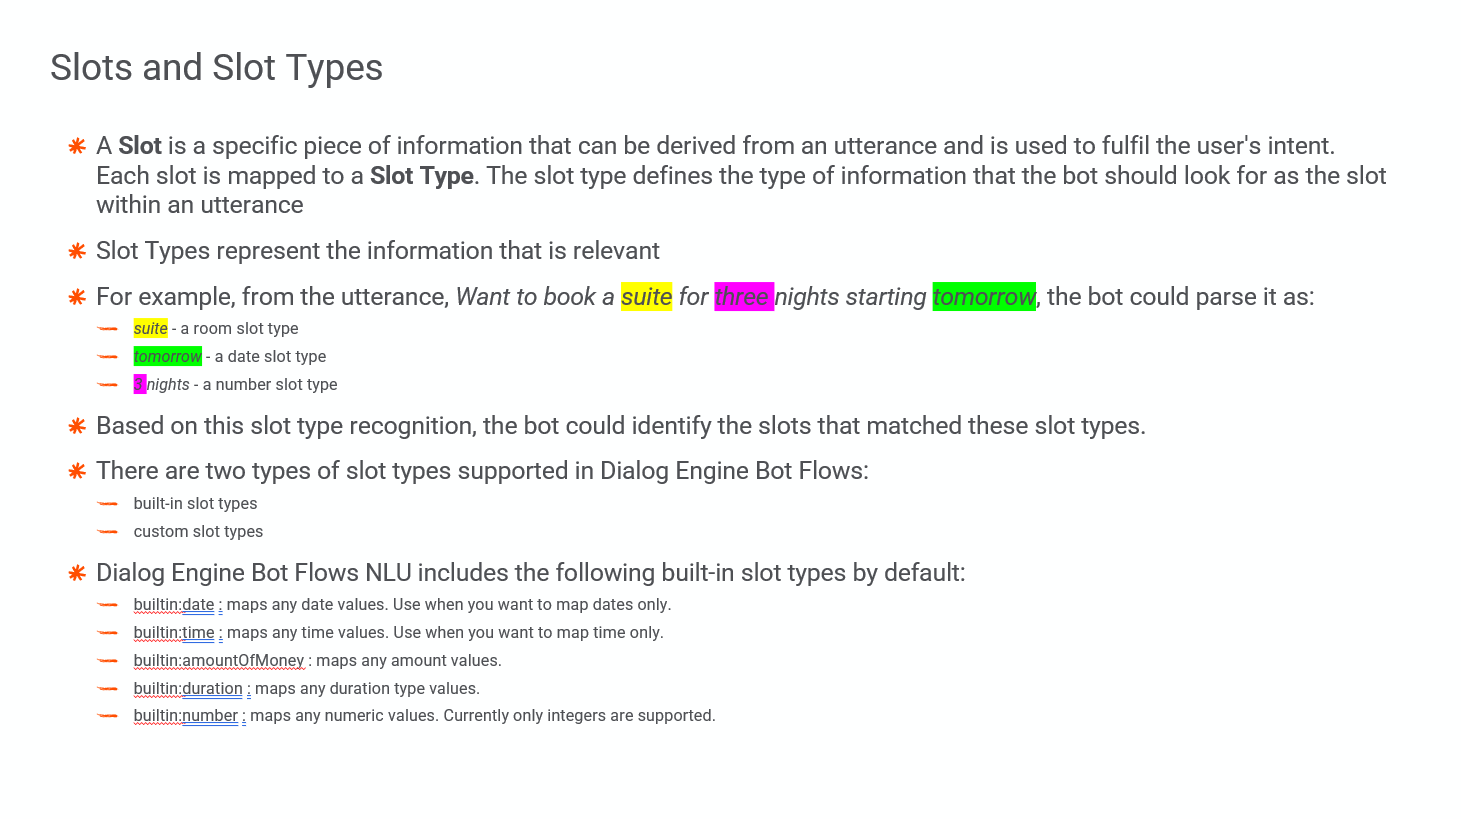 Slots and Slot Types
A Slot is a specific piece of information that can be derived from an utterance and is used to fulfil the user's intent.
Each slot is mapped to a Slot Type. The slot type defines the type of information that the bot should look for as the slot
within an utterance
Slot Types represent the information that is relevant
For example, from the utterance, Want to book a suite for three nights starting tomorrow, the bot could parse it as:
suite - a room slot type
tomorrow - a date slot type
3 nights - a number slot type
Based on this slot type recognition, the bot could identify the slots that matched these slot types.
There are two types of slot types supported in Dialog Engine Bot Flows:
built-in slot types
custom slot types
Dialog Engine Bot Flows NLU includes the following built-in slot types by default:
builtin:date : maps any date values. Use when you want to map dates only.
builtin:time : maps any time values. Use when you want to map time only.
builtin:amountOfMoney : maps any amount values.
builtin:duration : maps any duration type values.
builtin:number : maps any numeric values. Currently only integers are supported.